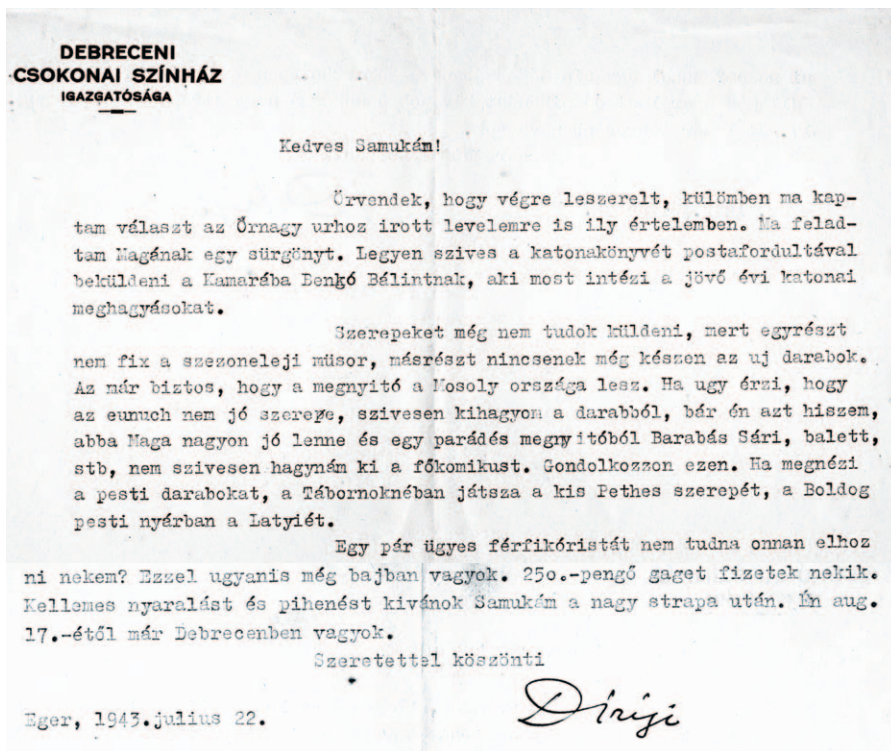 DEBRECENI
CSOKONAI SZÍNHÁZ
IGAZGATÓSÁGA
Kedves Samukám!
Örvendek, hogy végre leszerelt, külömben ma kap-
tam választ az Őrnagy urhoz irott levelemre is ily értelemben. Ma felad-
tam Magának egy sürgönyt. Legyen szives a katonakönyvét postafordultával
beküldeni a Kamarába Benkó Bálintnak, aki most intézi a jövő évi katonai
meghagyásokat.
Szerepeket még nem tudok küldeni, mert egyrészt
nem fix a szezoneleji müsor, másrészt nincsenek még készen az uj darabok.
Az már biztos, hogy a megnyitó a Mosoly országa lesz. Ha ugy érzi, hogy
az eunuch nem jó szerepe, szivesen kihagyom a darabból, bár én azt hiszem,
abba Maga nagyon jó lenne és egy parádés megnyitóból Barabás Sári, balett,
stb, nem szivesen hagynám ki a főkomikust. Gondolkozzon ezen. Ha megnézi
a pesti darabokat, a Tábornoknéban játsza a kis Pethes szerepét, a Boldog
pesti nyárban a Latyiét.
Egy pár ügyes férfikóristát nem tudna onnan elhoz
ni nekem? Ezzel ugyanis még bajban vagyok. 25o.-pengő gaget fizetek nekik.
Kellemes nyaralást és pihenést kivánok Samukám a nagy strapa után. Én aug.
17.-étől már Debrecenben vagyok.
Szeretettel köszönti
Dirigi
Eger, 1943.julius 22.